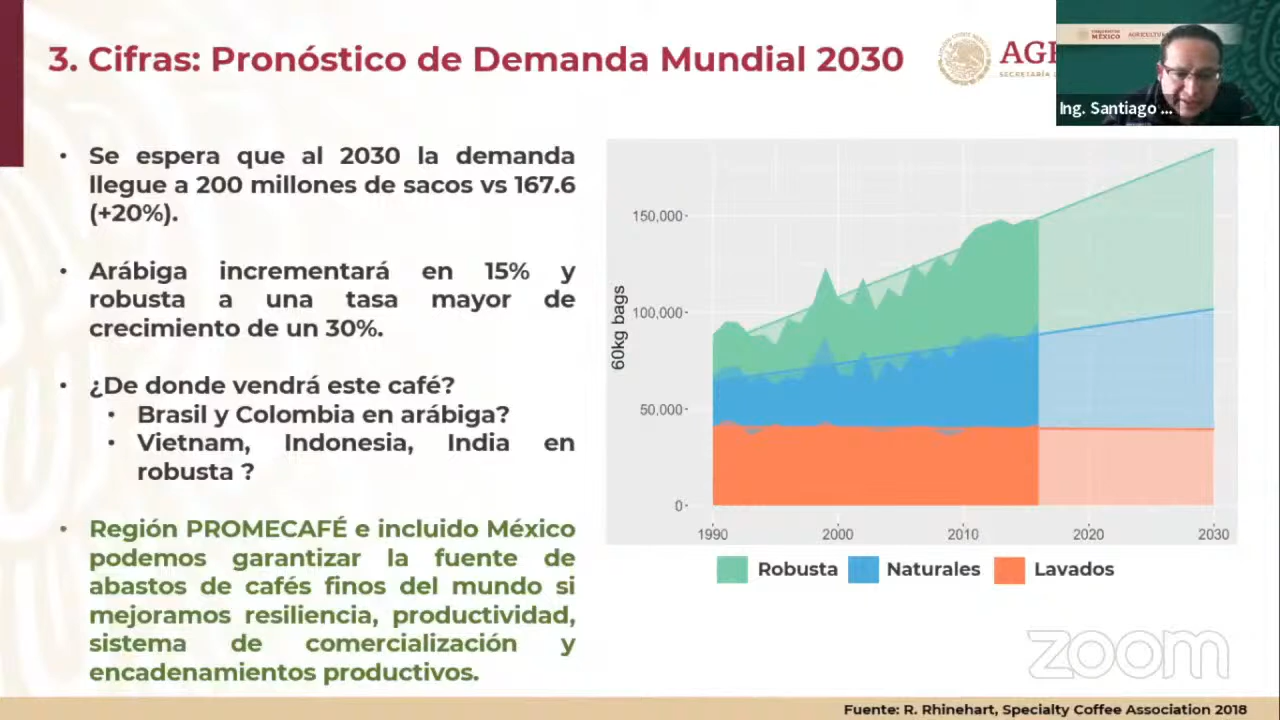 3. Cifras: Pronóstico de Demanda Mundial 2030
GOBIERNO DE
MÉXICO
Ing. Santiago ...
• Se espera que al 2030 la demanda
llegue a 200 millones de sacos vs 167.6
(+20%).
• Arábiga incrementará en 15% y
robusta a una tasa mayor de
crecimiento de un 30%.
• ¿De donde vendrá este café?
• Brasil y Colombia en arábiga?
• Vietnam, Indonesia, India en
robusta ?
• Región PROMECAFÉ e incluido México
podemos garantizar la fuente de
abastos de cafés finos del mundo si
mejoramos resiliencia, productividad,
sistema de comercialización y
encadenamientos productivos.
60kg bags
150,000
100,000
50,000
0
1990 2000 2010 2020 2030
Robusta Naturales Lavados
zoom
Fuente: R. Rhinehart, Specialty Coffee Association 2018